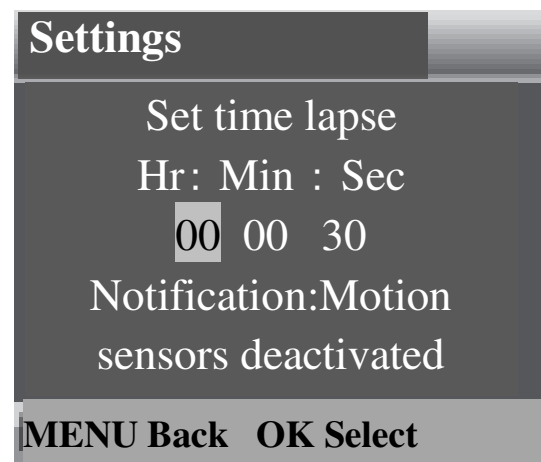 Settings
Set time lapse
Hr: Min : Sec
00 00 30
Notification:Motion
sensors deactivated
MENU Back OK Select